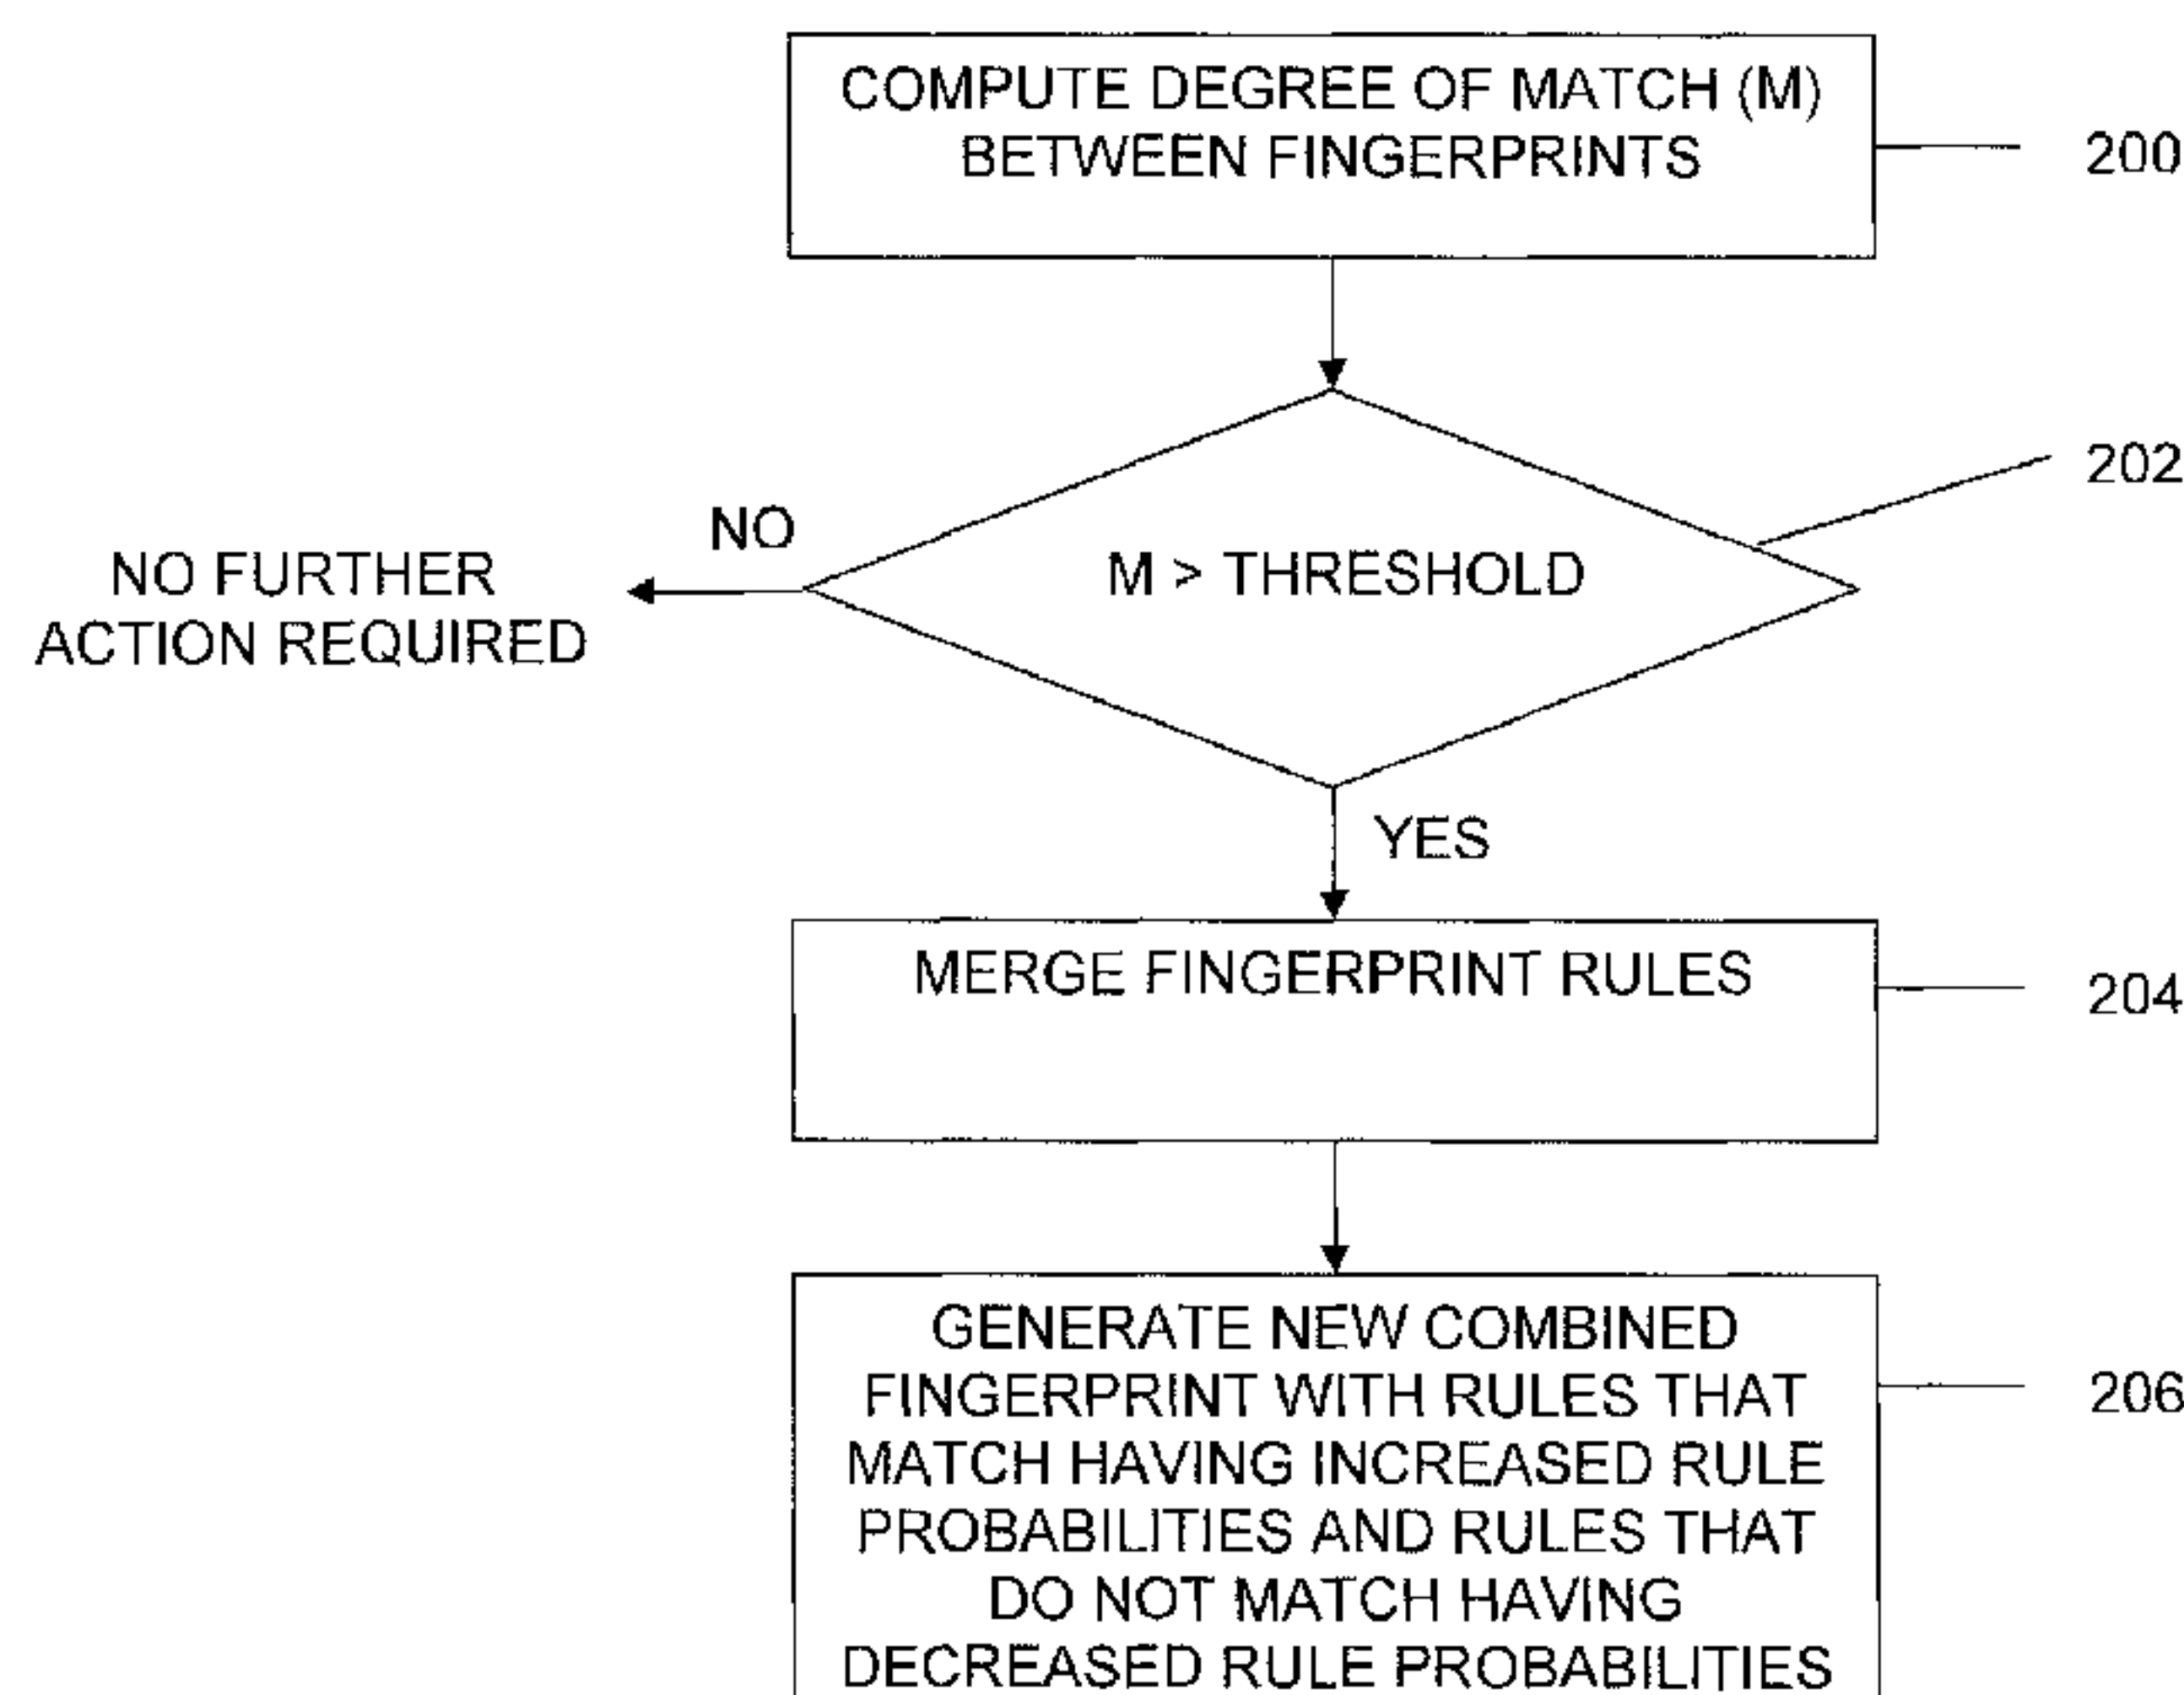 COMPUTE DEGREE OF MATCH (M)
BETWEEN FINGERPRINTS
200
202
NO
M > THRESHOLD
NO FURTHER
ACTION REQUIRED
YES
MERGE FINGERPRINT RULES
204
GENERATE NEW COMBINED
FINGERPRINT WITH RULES THAT
MATCH HAVING INCREASED RULE
PROBABILITIES AND RULES THAT
DO NOT MATCH HAVING
DECREASED RULE PROBABILITIES
206